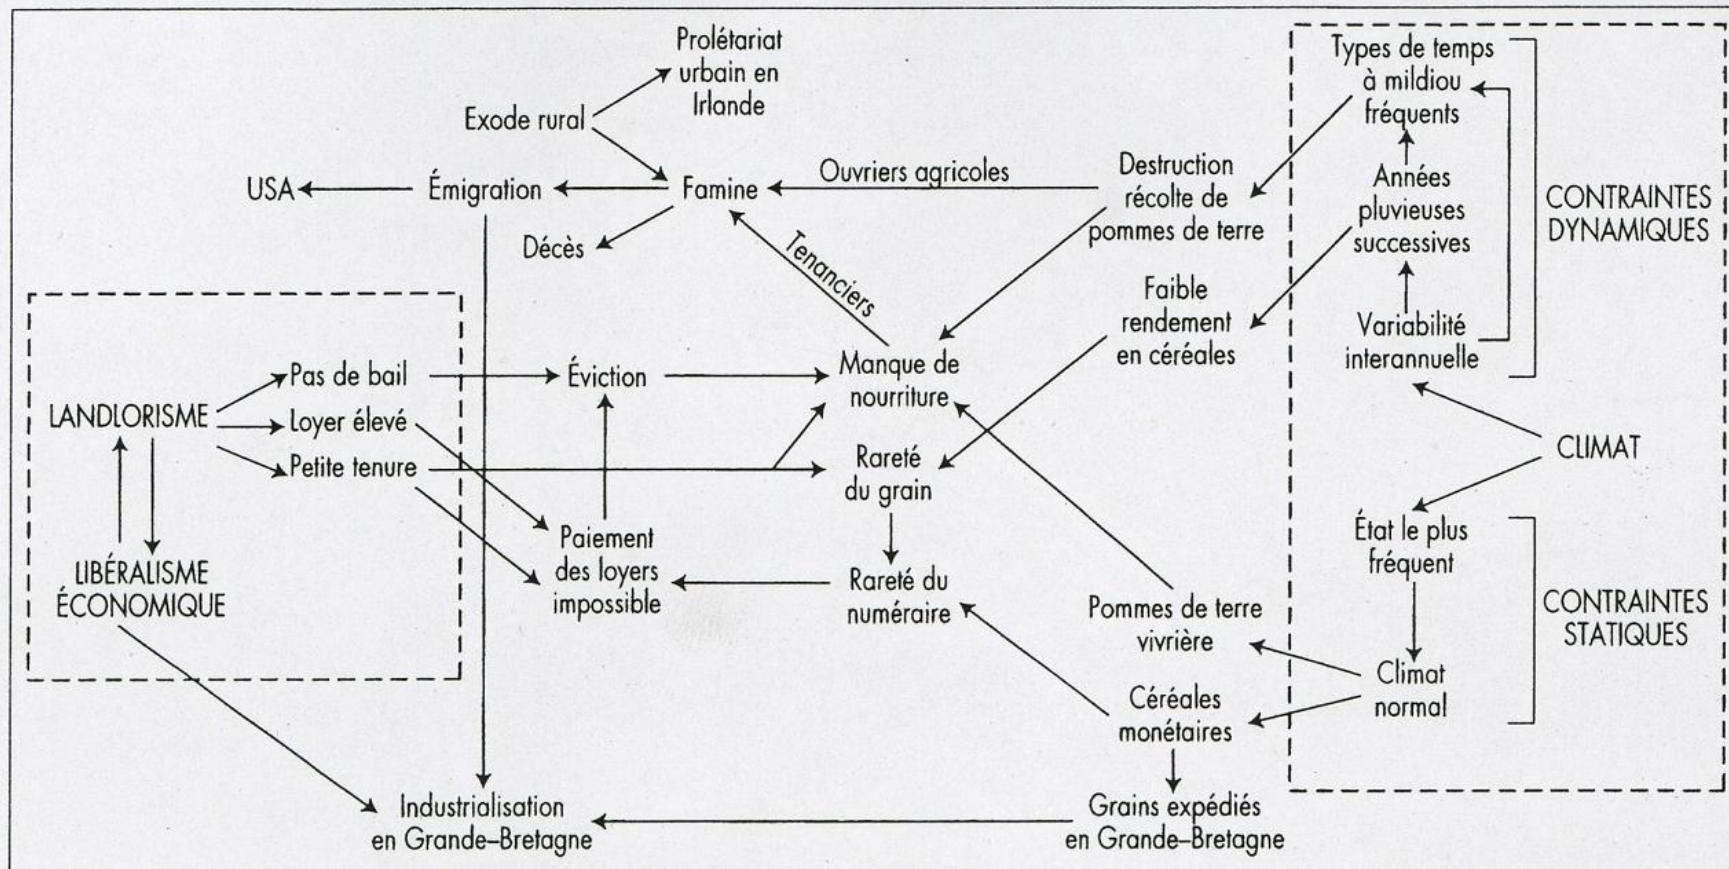 Prolétariat
urbain en
Irlande
Exode rural
USA
Émigration
Famine
Ouvriers agricoles
Décès
Tenanciers
Destruction
récolte de
pommes de terre
Types de temps
à mildiou
fréquents
Années
pluvieuses
successives
Variabilité
interannuelle
CONTRAINTES
DYNAMIQUES
Faible
rendement
en céréales
LANDLORISME
Pas de bail
Loyer élevé
Petite tenure
LIBÉRALISME
ÉCONOMIQUE
Éviction
Manque de
nourriture
Rareté
du grain
Paiement
des loyers
impossible
Rareté du
numéraire
CLIMAT
État le plus
fréquent
Climat
normal
CONTRAINTES
STATIQUES
Pommes de terre
vivrière
Céréales
monétaires
Industrialisation
en Grande–Bretagne
Grains expédiés
en Grande–Bretagne